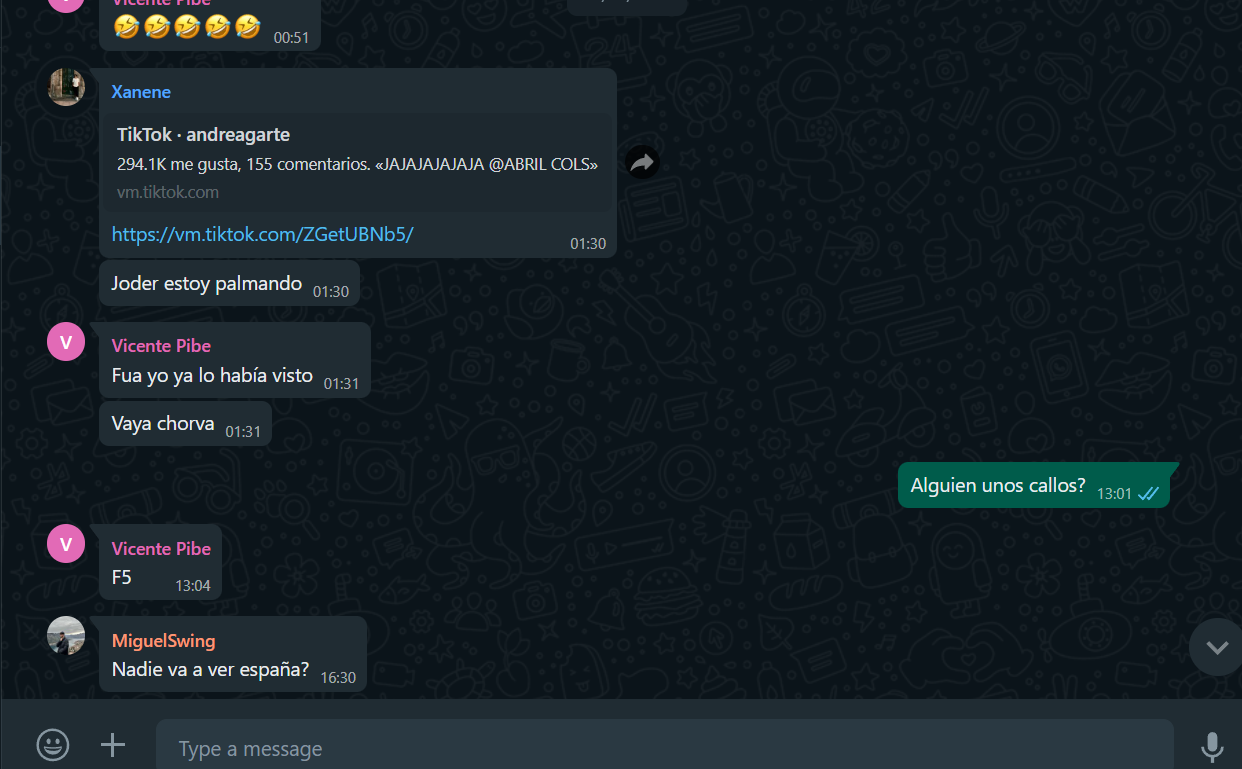 Vicente Pibe
🤣🤣🤣🤣🤣 00:51
Xanene
TikTok · andreagarte
294.1K me gusta, 155 comentarios. «JAJAJAJAJAJA @ABRIL COLS»
vm.tiktok.com
https://vm.tiktok.com/ZGetUBNb5/
01:30
Joder estoy palmando 01:30
V
Vicente Pibe
Fua yo ya lo había visto 01:31
Vaya chorva 01:31
Alguien unos callos? 13:01
V
Vicente Pibe
F5 13:04
MiguelSwing
Nadie va a ver españa? 16:30
Type a message